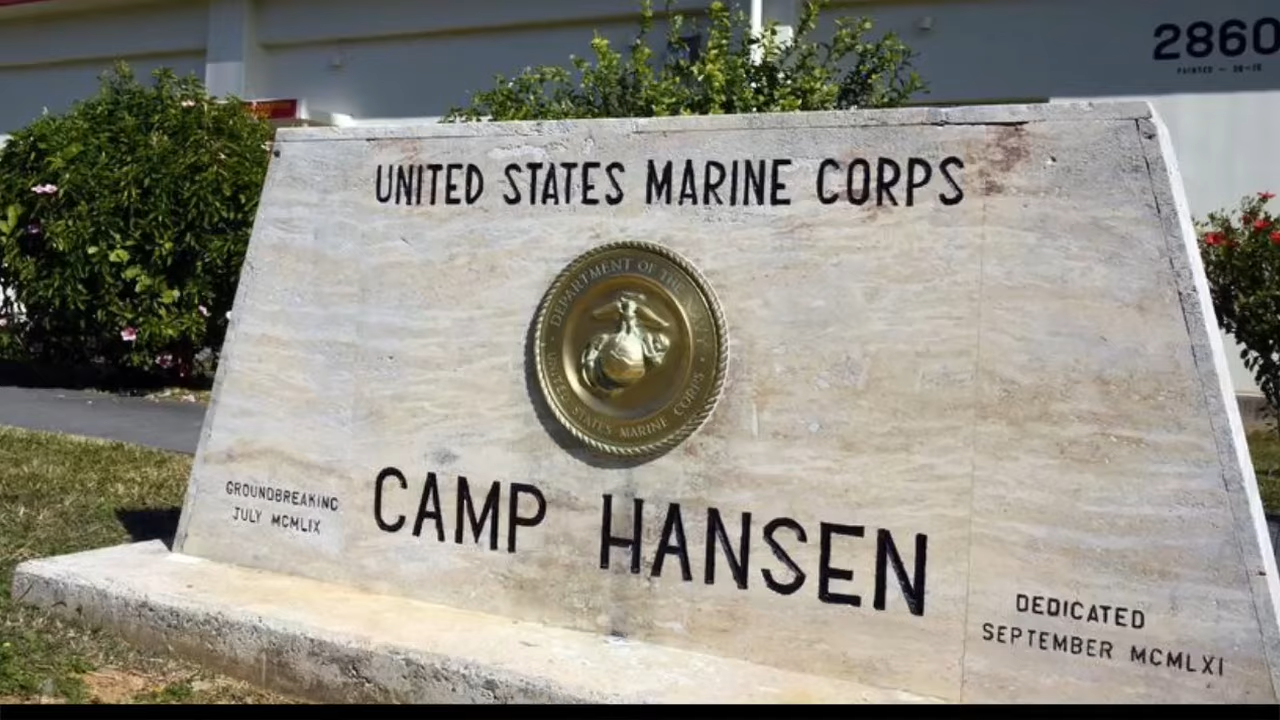 2860
UNITED STATES MARINE CORPS
DEPARTMENT OF THE NAVY
UNITED STATES MARINE CORPS
GROUNDBREAKING
JULY MCMLIX
CAMP HANSEN
DEDICATED
SEPTEMBER MCMLXI